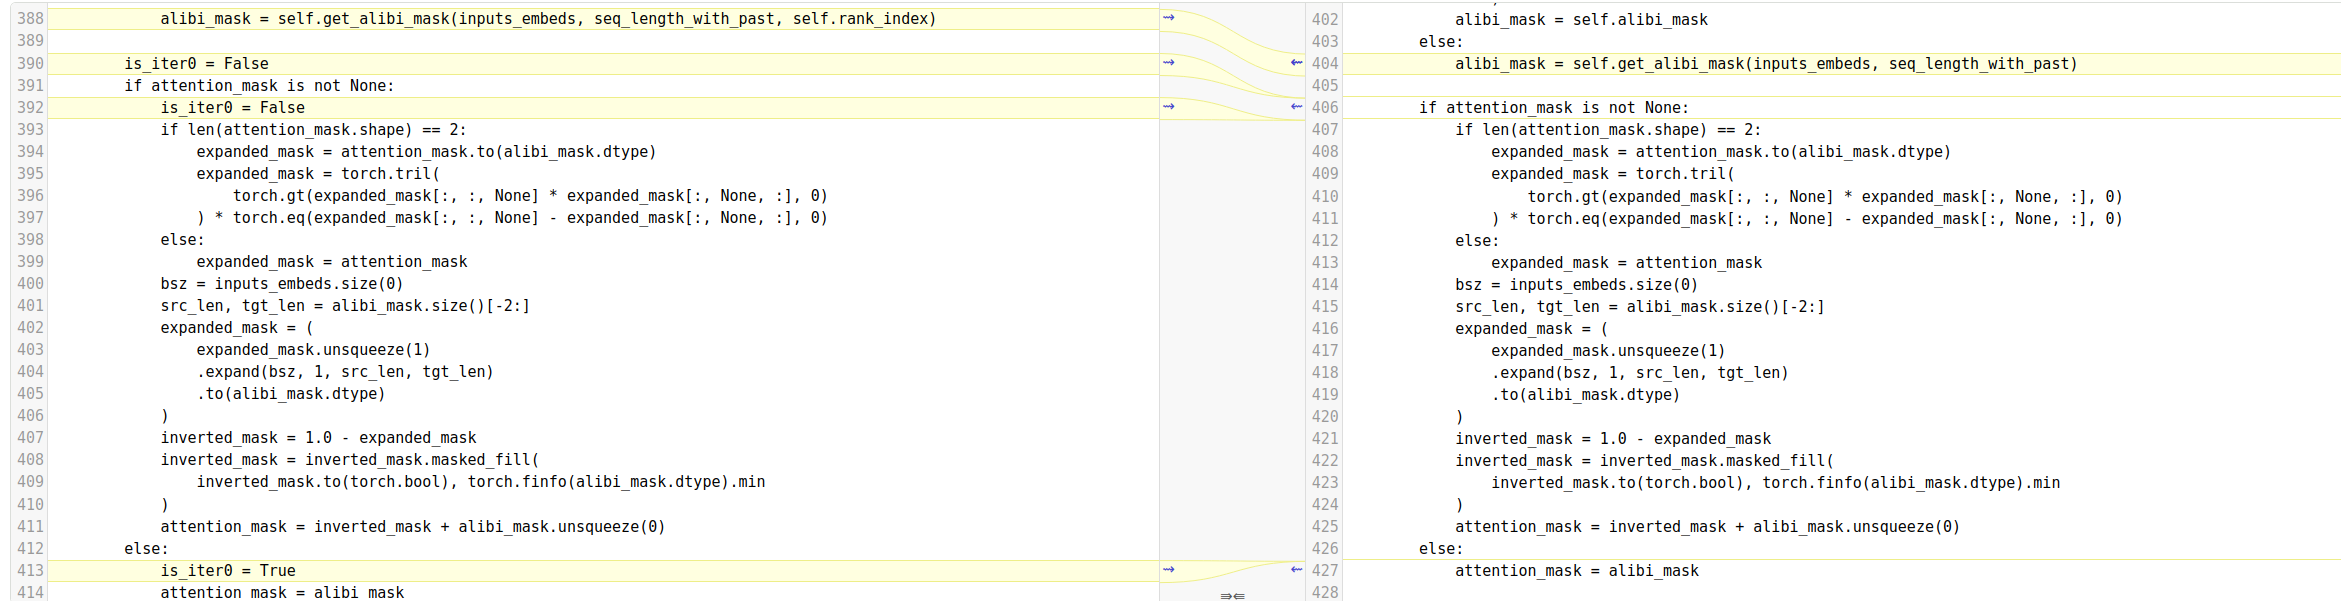 388             alibi_mask = self.get_alibi_mask(inputs_embeds, seq_length_with_past, self.rank_index)
389
390         is_iter0 = False
391         if attention_mask is not None:
392             is_iter0 = False
393             if len(attention_mask.shape) == 2:
394                 expanded_mask = attention_mask.to(alibi_mask.dtype)
395                 expanded_mask = torch.tril(
396                     torch.gt(expanded_mask[:, :, None] * expanded_mask[:, None, :], 0)
397                 ) * torch.eq(expanded_mask[:, :, None] - expanded_mask[:, None, :], 0)
398             else:
399                 expanded_mask = attention_mask
400             bsz = inputs_embeds.size(0)
401             src_len, tgt_len = alibi_mask.size()[-2:]
402             expanded_mask = (
403                 expanded_mask.unsqueeze(1)
404                 .expand(bsz, 1, src_len, tgt_len)
405                 .to(alibi_mask.dtype)
406             )
407             inverted_mask = 1.0 - expanded_mask
408             inverted_mask = inverted_mask.masked_fill(
409                 inverted_mask.to(torch.bool), torch.finfo(alibi_mask.dtype).min
410             )
411             attention_mask = inverted_mask + alibi_mask.unsqueeze(0)
412         else:
413             is_iter0 = True
414             attention_mask = alibi_mask
402             alibi_mask = self.alibi_mask
403         else:
404             alibi_mask = self.get_alibi_mask(inputs_embeds, seq_length_with_past)
405
406         if attention_mask is not None:
407             if len(attention_mask.shape) == 2:
408                 expanded_mask = attention_mask.to(alibi_mask.dtype)
409                 expanded_mask = torch.tril(
410                     torch.gt(expanded_mask[:, :, None] * expanded_mask[:, None, :], 0)
411                 ) * torch.eq(expanded_mask[:, :, None] - expanded_mask[:, None, :], 0)
412             else:
413                 expanded_mask = attention_mask
414             bsz = inputs_embeds.size(0)
415             src_len, tgt_len = alibi_mask.size()[-2:]
416             expanded_mask = (
417                 expanded_mask.unsqueeze(1)
418                 .expand(bsz, 1, src_len, tgt_len)
419                 .to(alibi_mask.dtype)
420             )
421             inverted_mask = 1.0 - expanded_mask
422             inverted_mask = inverted_mask.masked_fill(
423                 inverted_mask.to(torch.bool), torch.finfo(alibi_mask.dtype).min
424             )
425             attention_mask = inverted_mask + alibi_mask.unsqueeze(0)
426         else:
427             attention_mask = alibi_mask
428